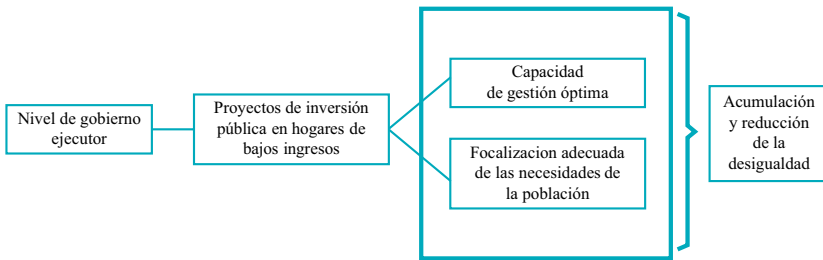 Nivel de gobierno
ejecutor
Proyectos de inversión
pública en hogares de
bajos ingresos
Capacidad
de gestión óptima
Focalizacion adecuada
de las necesidades de
la población
Acumulación
y reducción
de la
desigualdad